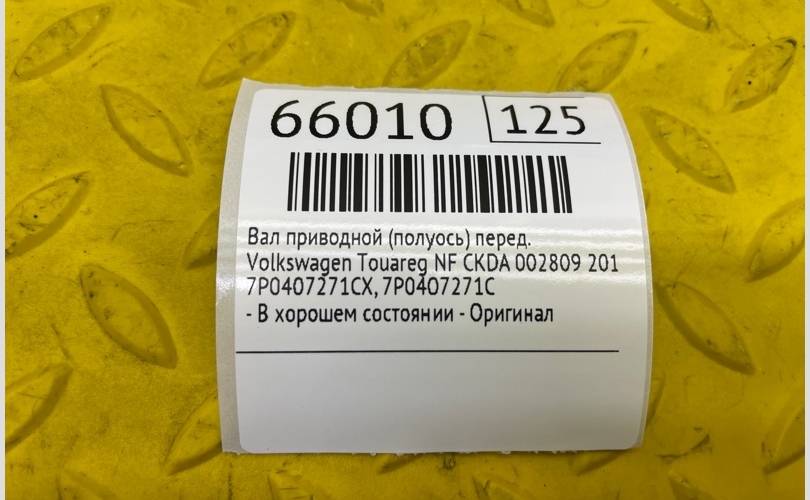 66010 125
Вал приводной (полуось) перед.
Volkswagen Touareg NF CKDA 002809 201
7P0407271CX, 7P0407271C
- В хорошем состоянии - Оригинал